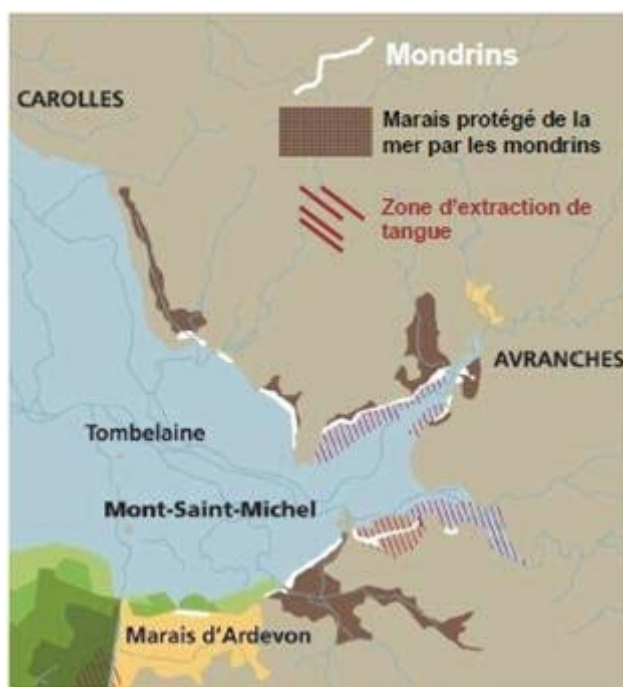 Mondrins
CAROLLES
Marais protégé de la
mer par les mondrins
Zone d'extraction de
tangue
AVRANCHES
Tombelaine
Mont-Saint-Michel
Marais d'Ardevon